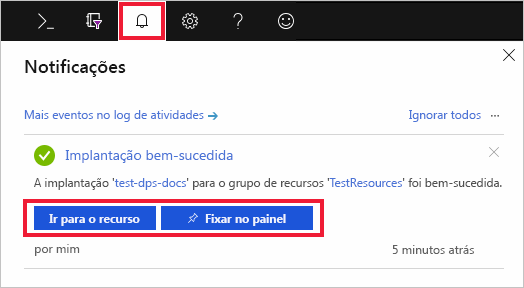 Notificações
Mais eventos no log de atividades → Ignorar todos ...
Implantação bem-sucedida
A implantação 'test-dps-docs' para o grupo de recursos 'TestResources' foi bem-sucedida.
Ir para o recurso Fixar no painel
por mim 5 minutos atrás